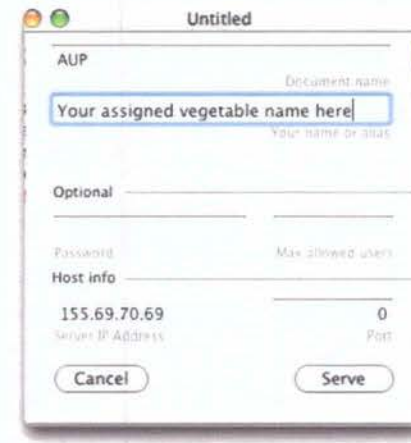 Untitled
AUP
Document name
Your assigned vegetable name here
Your name or alias
Optional
Password Max allowed users
Host info
155.69.70.69 0
Server IP Address Port
Cancel Serve